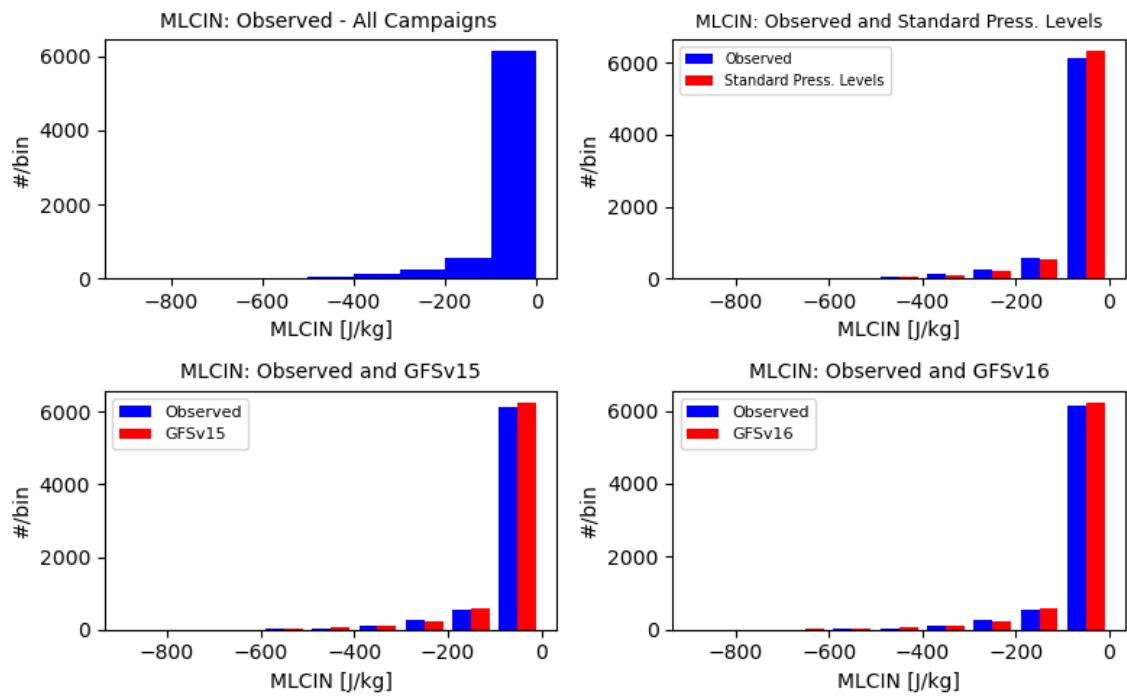 MLCIN: Observed - All Campaigns
6000
4000
2000
0
#/bin
−800 −600 −400 −200 0
MLCIN [J/kg]
MLCIN: Observed and Standard Press. Levels
Observed
Standard Press. Levels
6000
4000
2000
0
#/bin
−800 −600 −400 −200 0
MLCIN [J/kg]
MLCIN: Observed and GFSv15
Observed
GFSv15
6000
4000
2000
0
#/bin
−800 −600 −400 −200 0
MLCIN [J/kg]
MLCIN: Observed and GFSv16
Observed
GFSv16
6000
4000
2000
0
#/bin
−800 −600 −400 −200 0
MLCIN [J/kg]